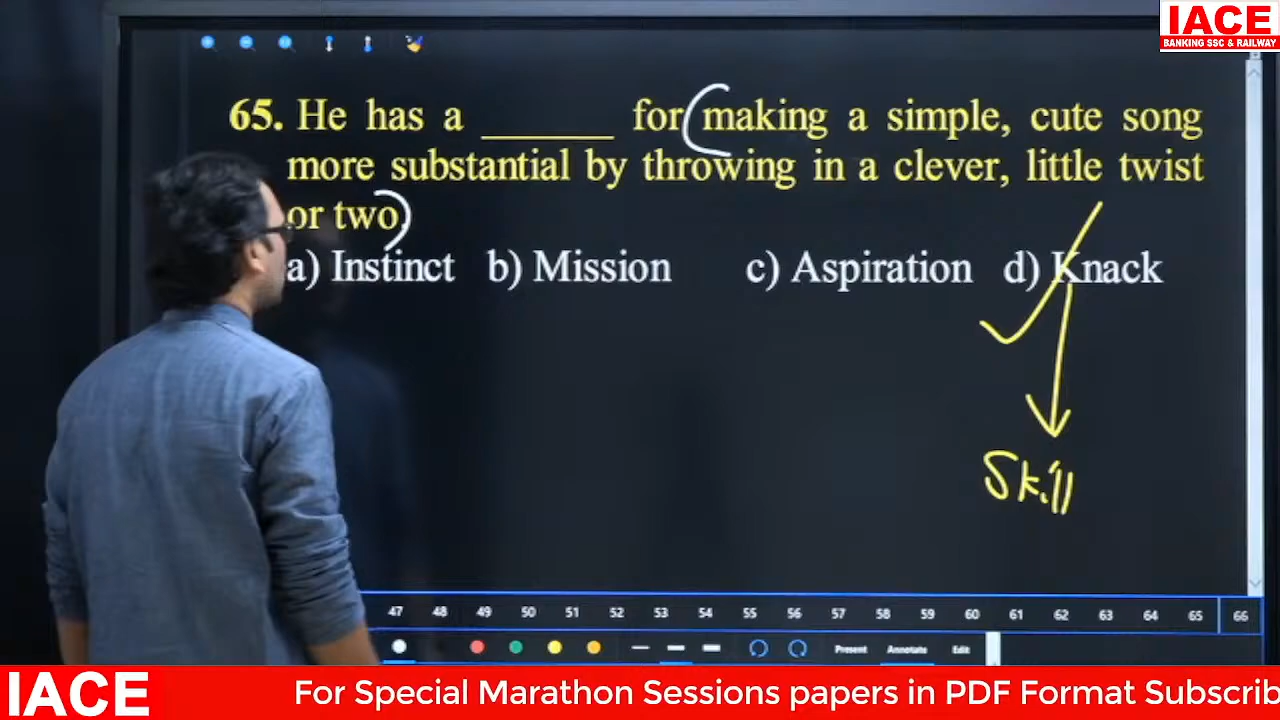 IACE
BANKING SSC & RAILWAY
65. He has a ______ for making a simple, cute song
more substantial by throwing in a clever, little twist
or two.
a) Instinct b) Mission c) Aspiration d) Knack
Skill
47 48 49 50 51 52 53 54 55 56 57 58 59 60 61 62 63 64 65 66
Present Annotate Edit
IACE For Special Marathon Sessions papers in PDF Format Subscrib